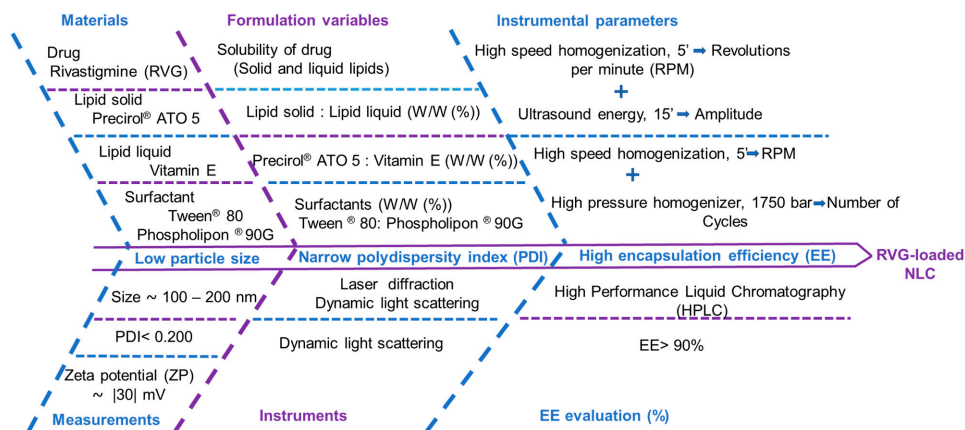 Materials
Formulation variables
Instrumental parameters
Drug
Rivastigmine (RVG)
Lipid solid
Precirol® ATO 5
Lipid liquid
Vitamin E
Surfactant
Tween® 80
Phospholipon ® 90G
Solubility of drug
(Solid and liquid lipids)
Lipid solid : Lipid liquid (W/W (%))
Precirol® ATO 5 : Vitamin E (W/W (%))
Surfactants (W/W (%))
Tween ® 80: Phospholipon ® 90G
High speed homogenization, 5’ ➡ Revolutions
per minute (RPM)
+
Ultrasound energy, 15’ ➡ Amplitude
High speed homogenization, 5’ ➡ RPM
+
High pressure homogenizer, 1750 bar ➡ Number of
Cycles
Low particle size
Narrow polydispersity index (PDI)
High encapsulation efficiency (EE)
RVG-loaded
NLC
Size ~ 100 – 200 nm
PDI< 0.200
Zeta potential (ZP)
~ |30| mV
Laser diffraction
Dynamic light scattering
Dynamic light scattering
High Performance Liquid Chromatography
(HPLC)
EE> 90%
Measurements
Instruments
EE evaluation (%)